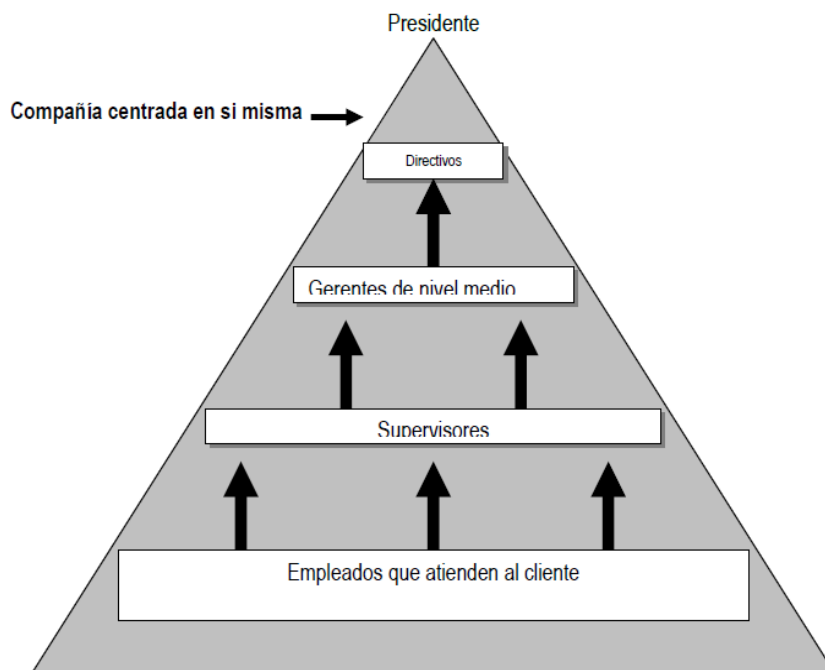 Presidente
Compañía centrada en si misma
Directivos
Gerentes de nivel medio
Supervisores
Empleados que atienden al cliente